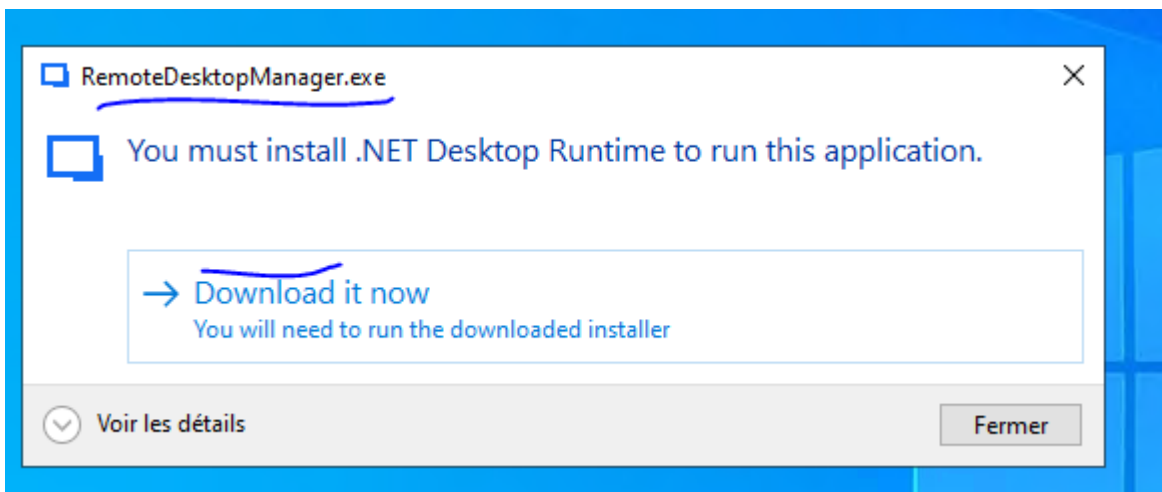 RemoteDesktopManager.exe
You must install .NET Desktop Runtime to run this application.
Download it now
You will need to run the downloaded installer
Voir les détails
Fermer